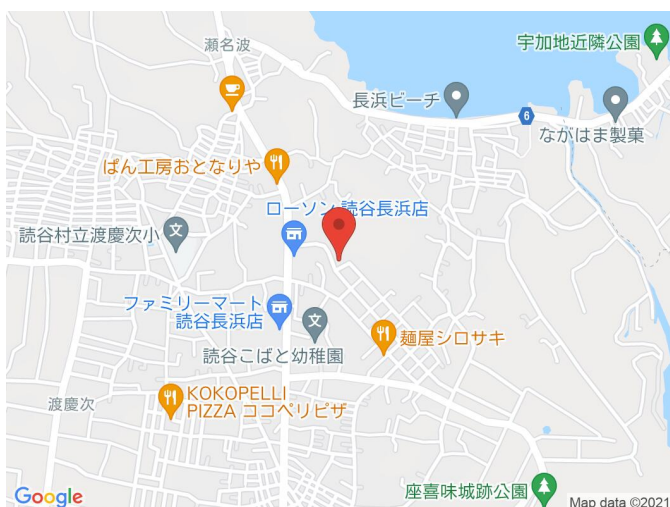 瀬名波
宇加地近隣公園
長浜ビーチ
6
ながはま製菓
ぱん工房おとなりや
ローソン 読谷長浜店
読谷村立渡慶次小
ファミリーマート
読谷長浜店
麺屋シロサキ
読谷こばと幼稚園
KOKOPELLI
PIZZA ココペリピザ
渡慶次
座喜味城跡公園
Google
Map data ©2021